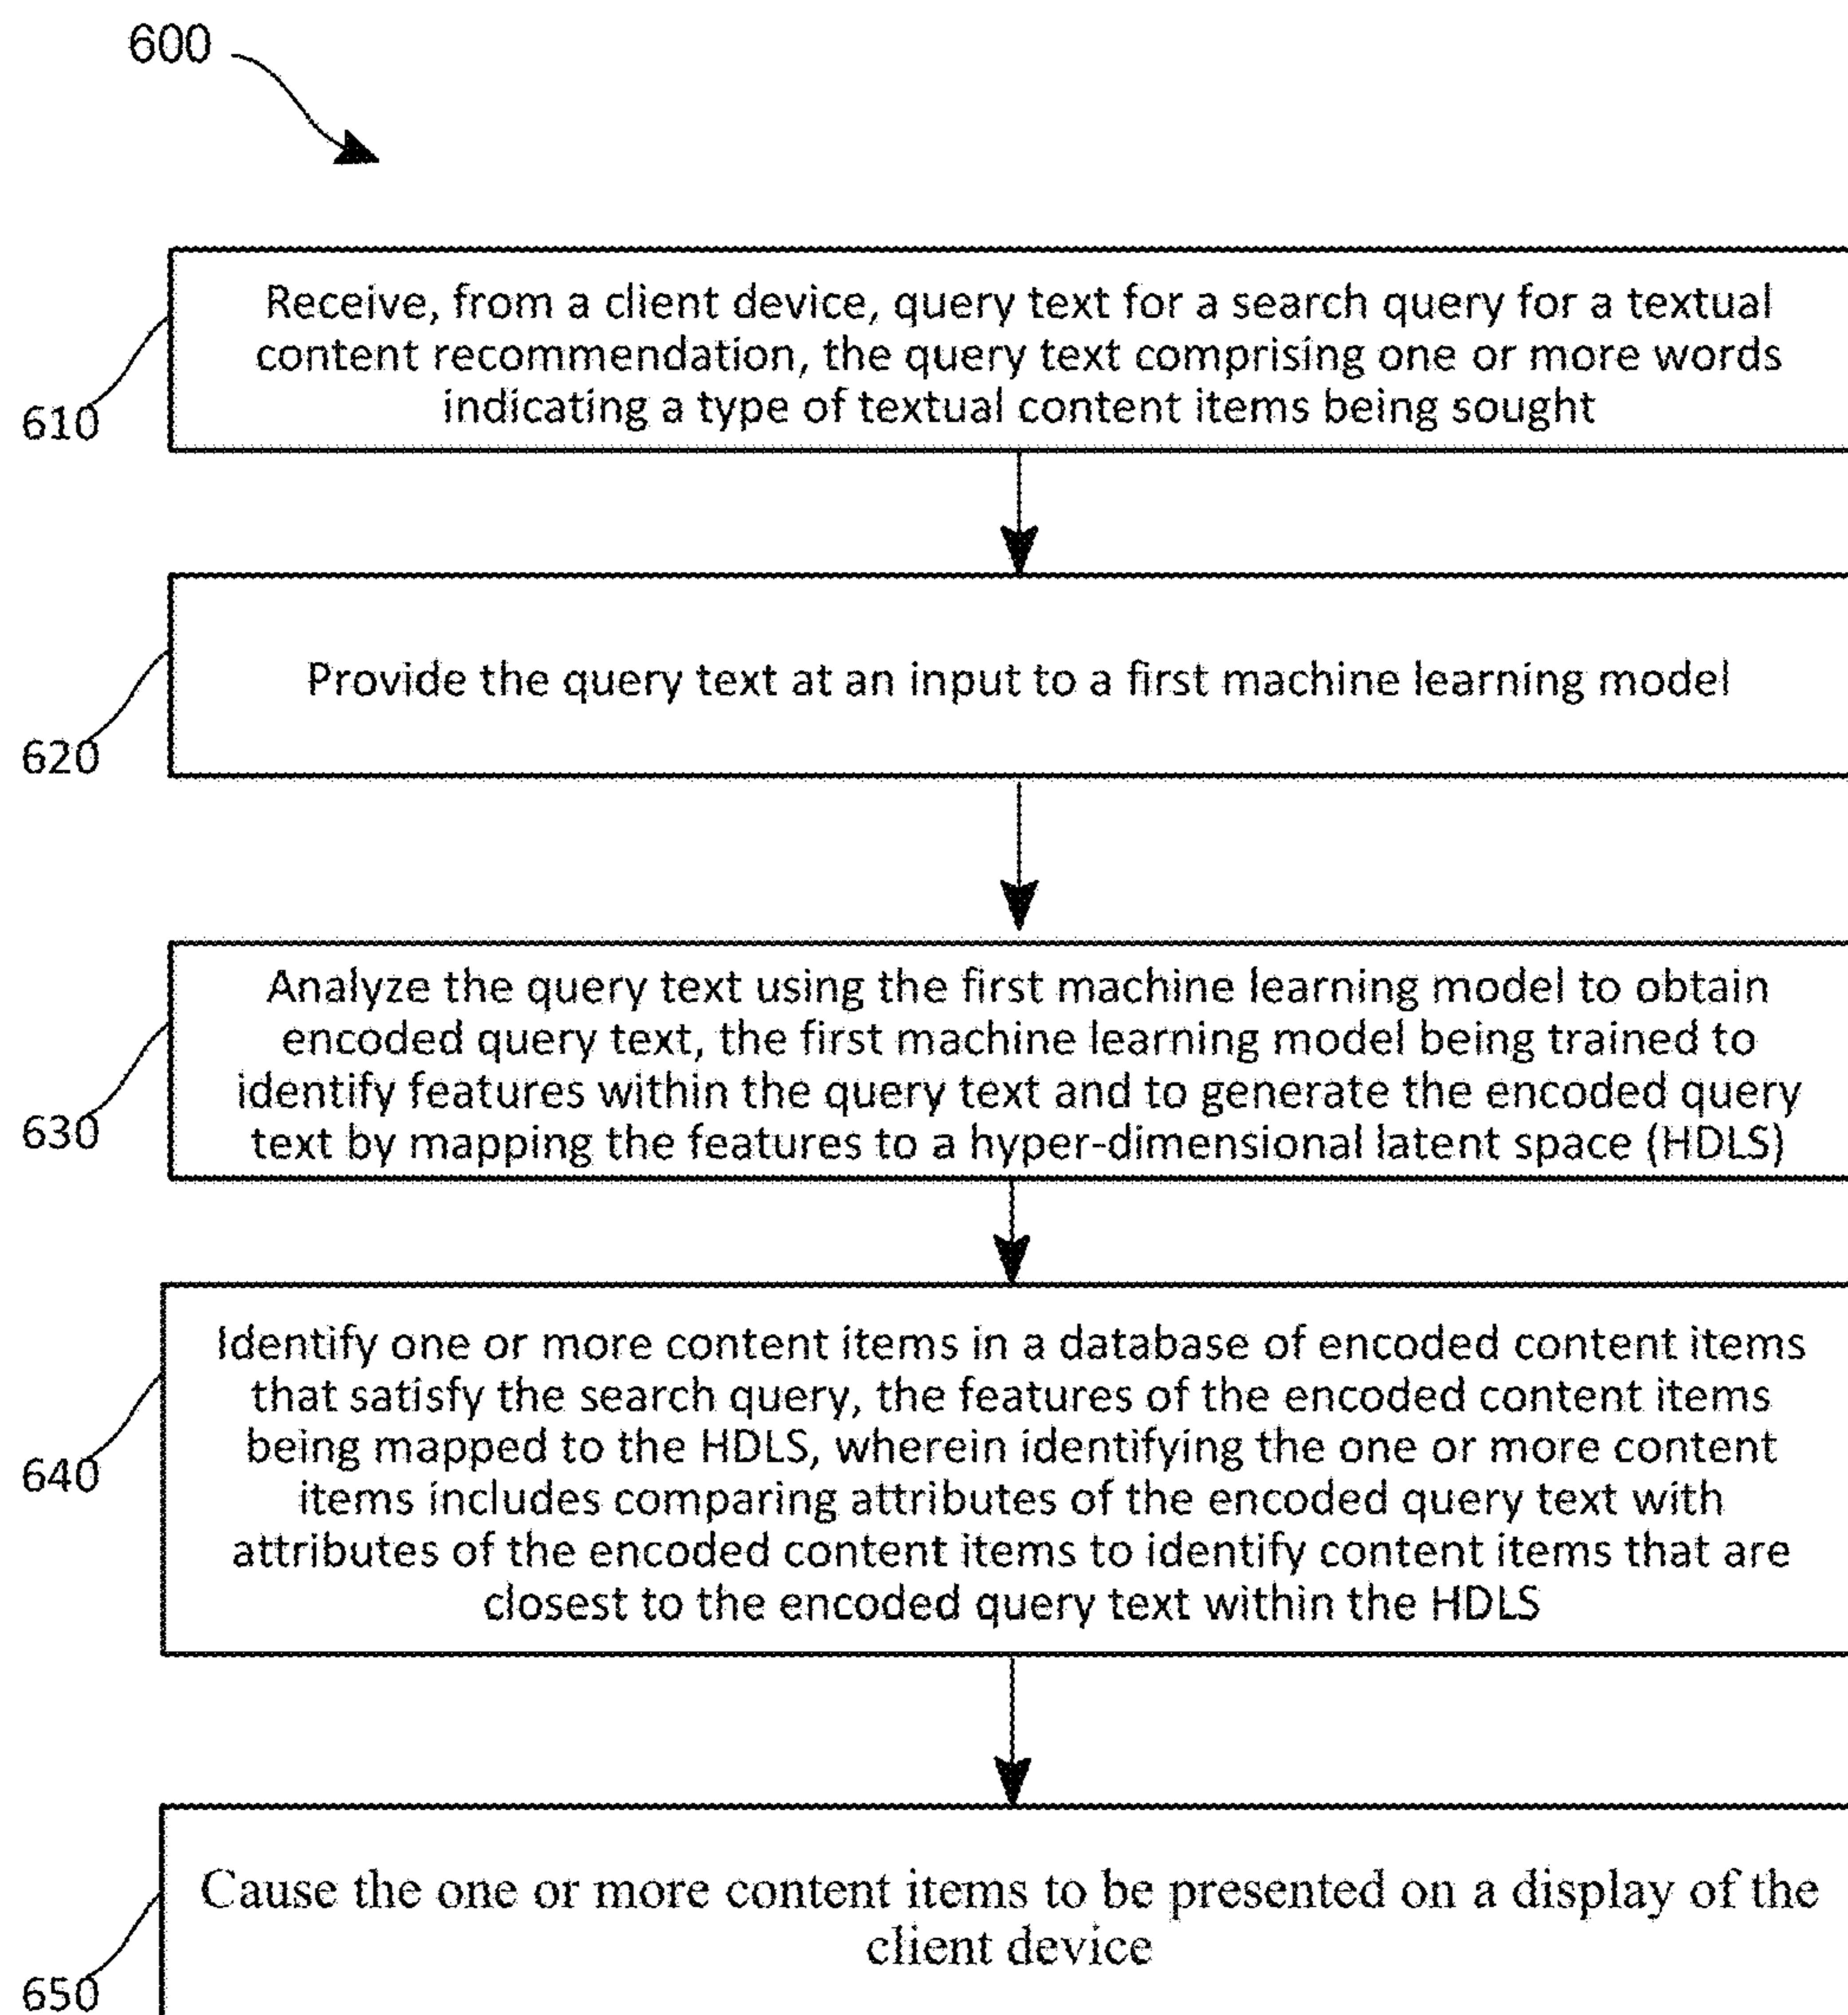 600
Receive, from a client device, query text for a search query for a textual
content recommendation, the query text comprising one or more words
indicating a type of textual content items being sought
610
Provide the query text at an input to a first machine learning model
620
Analyze the query text using the first machine learning model to obtain
encoded query text, the first machine learning model being trained to
identify features within the query text and to generate the encoded query
text by mapping the features to a hyper-dimensional latent space (HDLS)
630
Identify one or more content items in a database of encoded content items
that satisfy the search query, the features of the encoded content items
being mapped to the HDLS, wherein identifying the one or more content
items includes comparing attributes of the encoded query text with
attributes of the encoded content items to identify content items that are
closest to the encoded query text within the HDLS
640
Cause the one or more content items to be presented on a display of the
client device
650